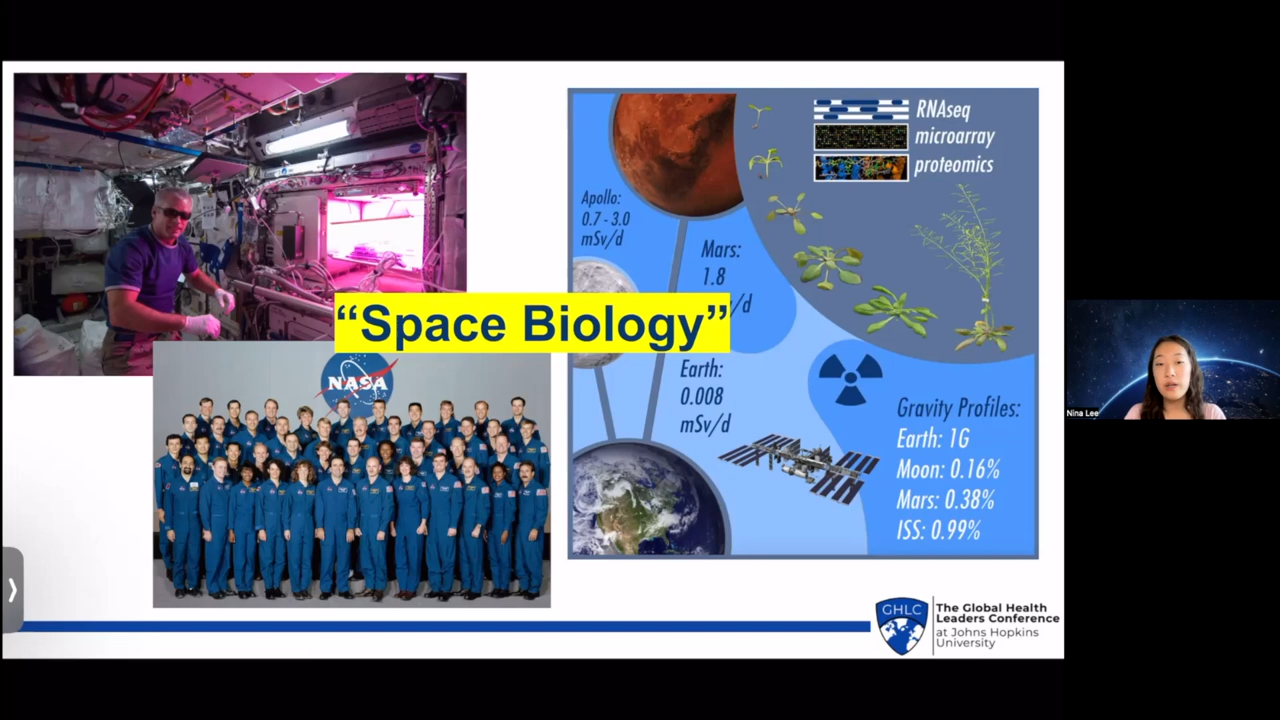 RNAseq
microarray
proteomics
Apollo:
0.7 - 3.0
mSv/d
Mars:
1.8
/d
“Space Biology”
NASA
Earth:
0.008
mSv/d
Gravity Profiles:
Earth: 1G
Moon: 0.16%
Mars: 0.38%
ISS: 0.99%
Nina Lee
GHLC
The Global Health
Leaders Conference
at Johns Hopkins
University